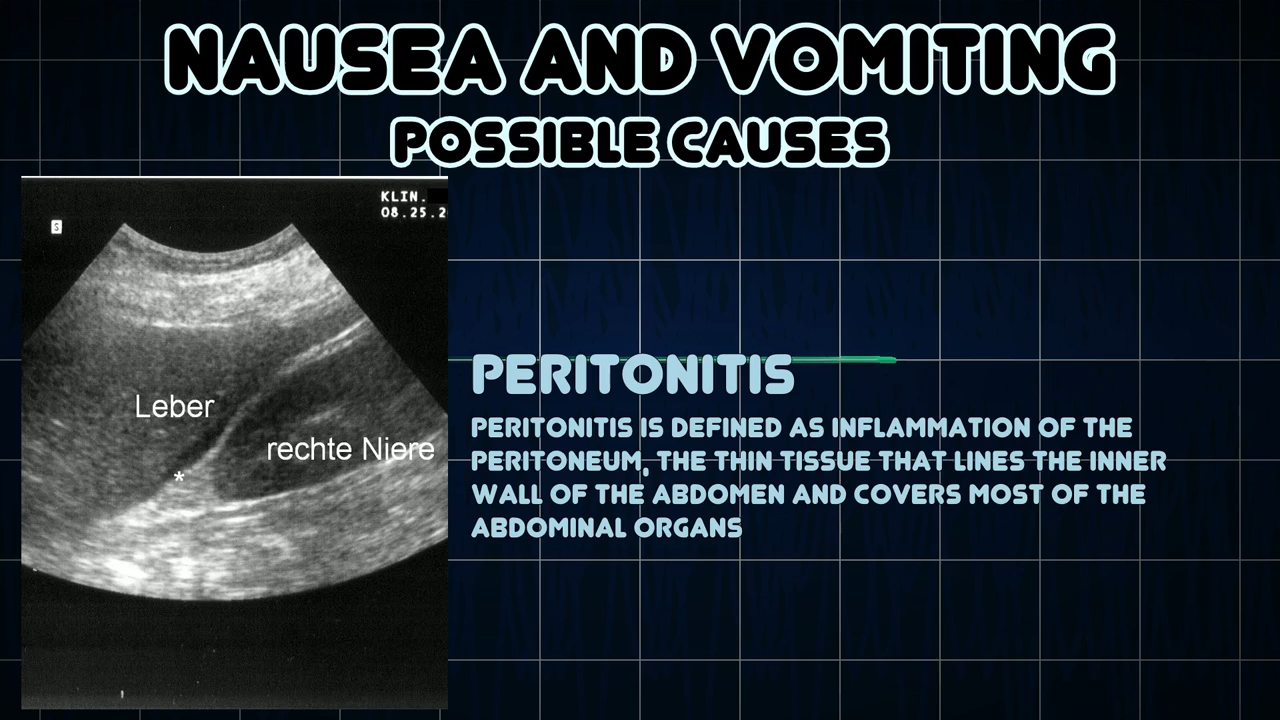 NAUSEA AND VOMITING
POSSIBLE CAUSES
S
KLIN.
08.25.2
Leber
rechte Niere
*
PERITONITIS
PERITONITIS IS DEFINED AS INFLAMMATION OF THE
PERITONEUM, THE THIN TISSUE THAT LINES THE INNER
WALL OF THE ABDOMEN AND COVERS MOST OF THE
ABDOMINAL ORGANS